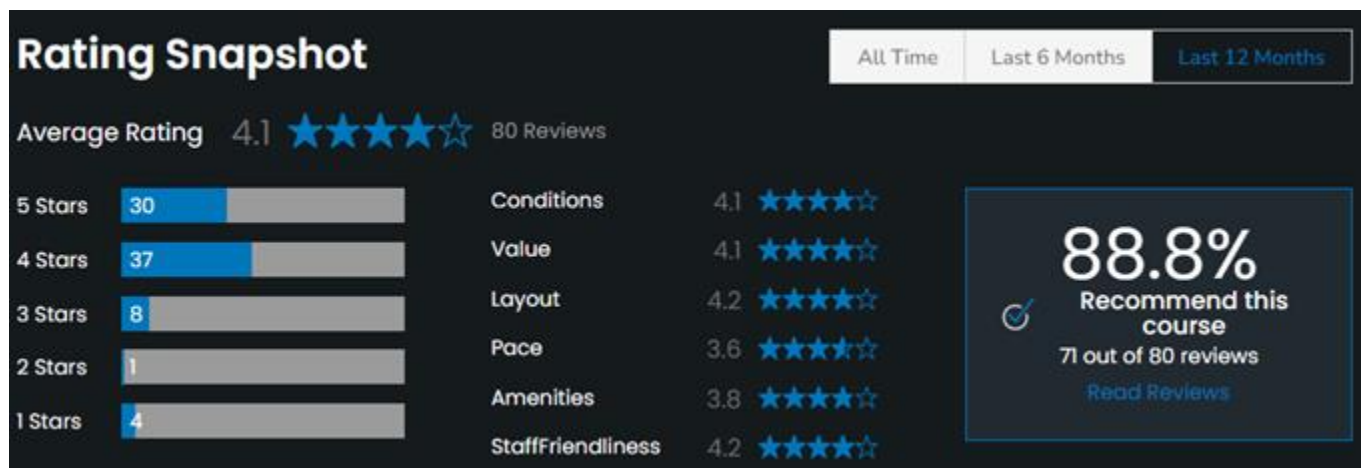 Rating Snapshot
All Time Last 6 Months Last 12 Months
Average Rating 4.1 80 Reviews
5 Stars 30
4 Stars 37
3 Stars 8
2 Stars 1
1 Stars 4
Conditions 4.1
Value 4.1
Layout 4.2
Pace 3.6
Amenities 3.8
StaffFriendliness 4.2
88.8%
Recommend this
course
71 out of 80 reviews
Read Reviews